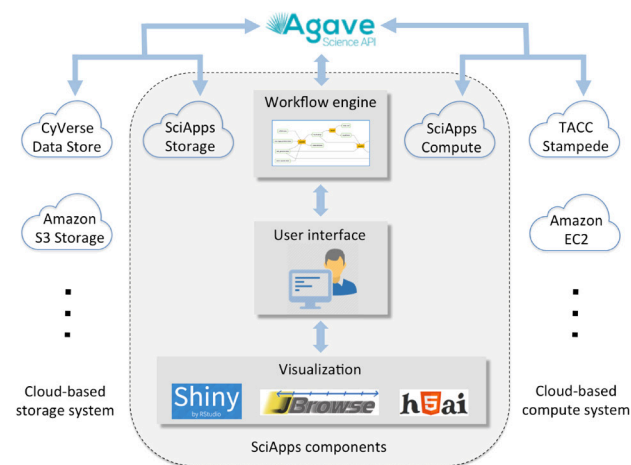 Agave
Science API
Workflow engine
CyVerse
Data Store
SciApps
Storage
SciApps
Compute
TACC
Stampede
Amazon
S3 Storage
User interface
Amazon
EC2
Visualization
Shiny
by RStudio
JBrowse
h5ai
Cloud-based
storage system
Cloud-based
compute system
SciApps components